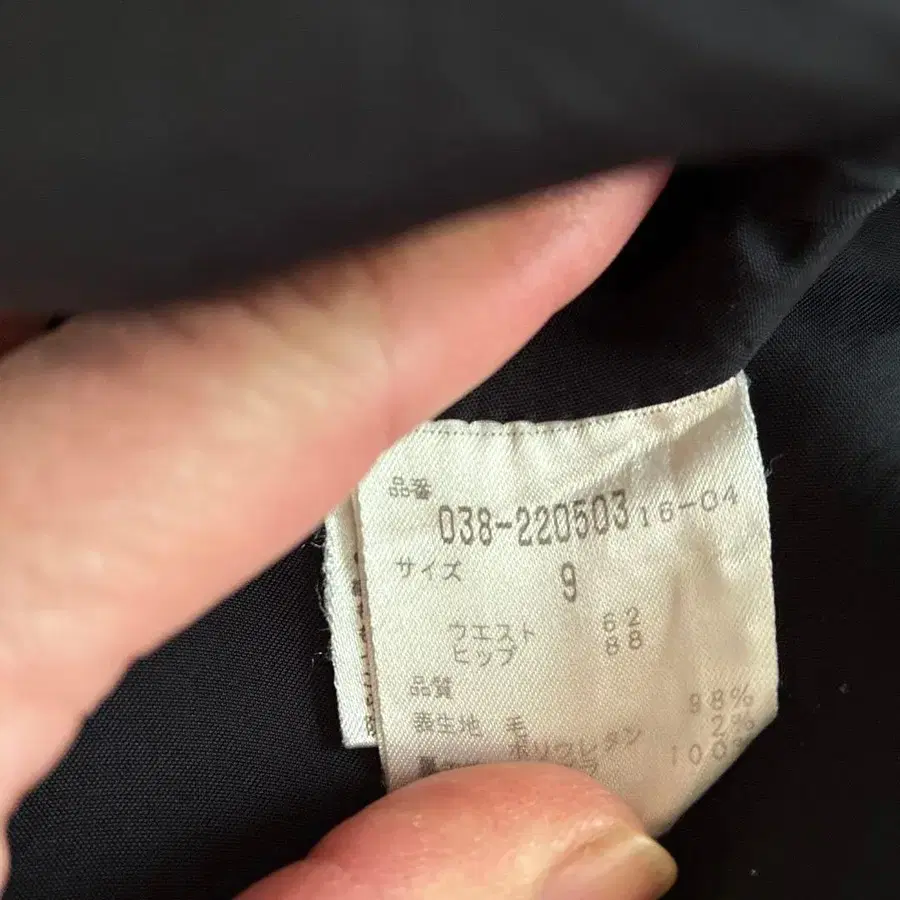 品番
038-220503 16-04
サイズ 9
ウエスト 62
ヒップ 88
品質
表生地 毛 98%
ポリウレタン 2%
100%